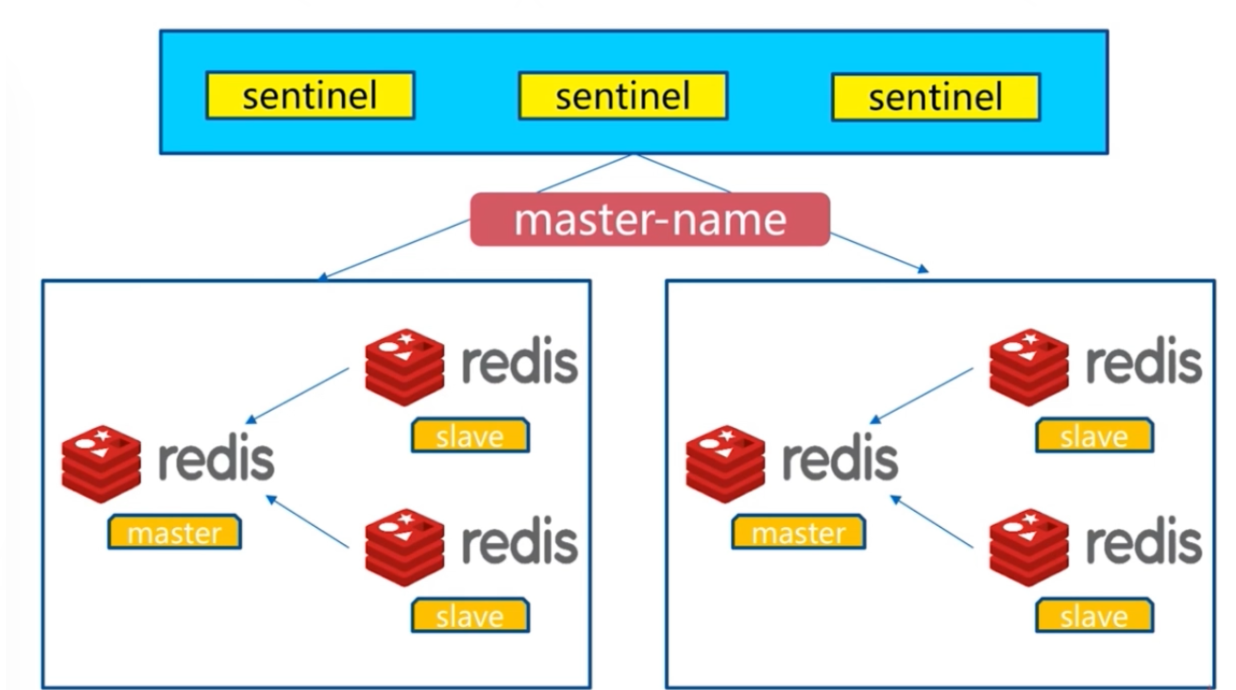 sentinel
sentinel
sentinel
master-name
redis
slave
redis
master
redis
slave
redis
slave
redis
master
redis
slave